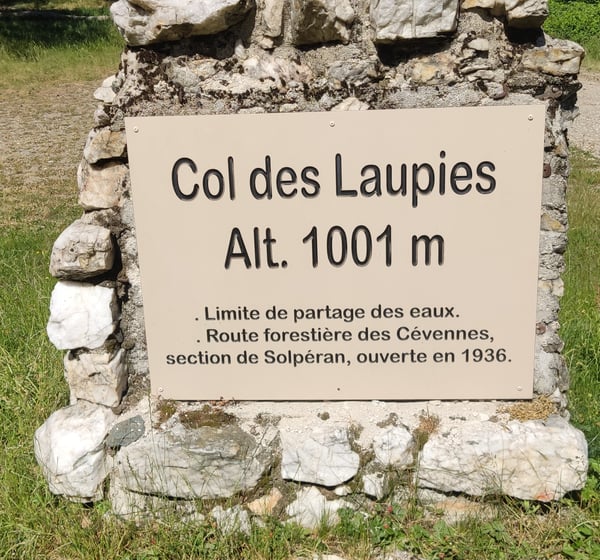 Col des Laupies
Alt. 1001 m
. Limite de partage des eaux.
. Route forestière des Cévennes,
section de Solpéran, ouverte en 1936.